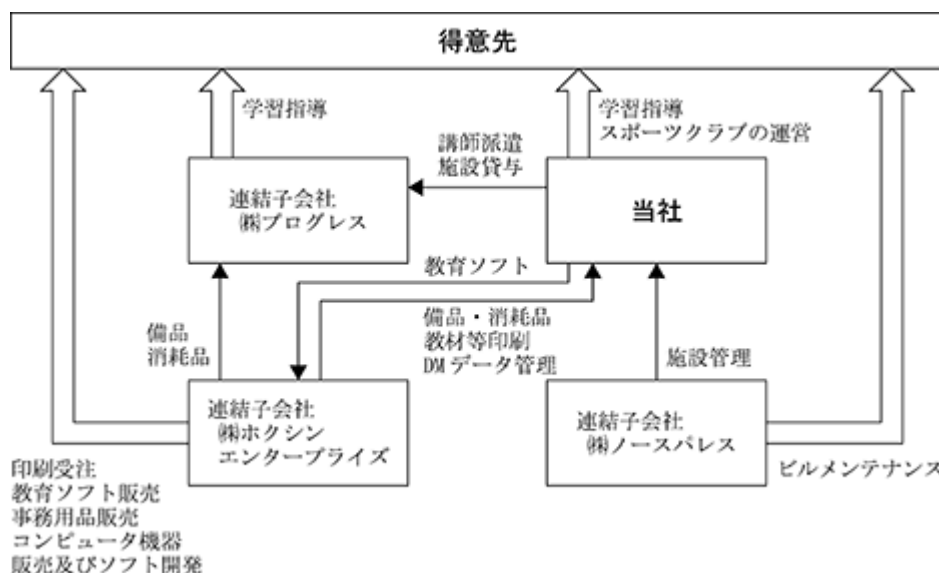 得意先
学習指導
学習指導
スポーツクラブの運営
講師派遣
施設貸与
連結子会社
㈱プログレス
当社
教育ソフト
備品
消耗品
備品・消耗品
教材等印刷
DMデータ管理
施設管理
連結子会社
㈱ホクシン
エンタープライズ
連結子会社
㈱ノースパレス
印刷受注
教育ソフト販売
事務用品販売
コンピュータ機器
販売及びソフト開発
ビルメンテナンス